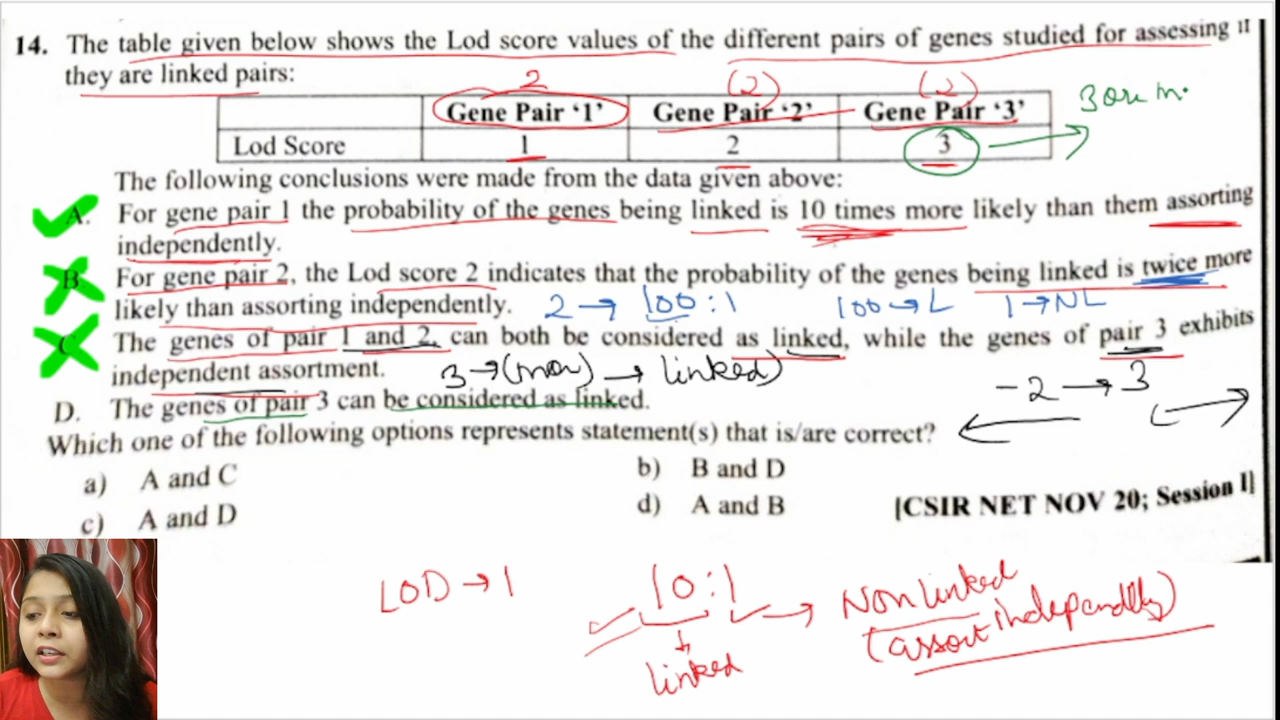 14. The table given below shows the Lod score values of the different pairs of genes studied for assessing if
they are linked pairs:
2 (2) (2)
Gene Pair ‘1’ Gene Pair ‘2’ Gene Pair ‘3’ 3 or m.
Lod Score 1 2 3
The following conclusions were made from the data given above:
A. For gene pair 1 the probability of the genes being linked is 10 times more likely than them assorting
independently.
B. For gene pair 2, the Lod score 2 indicates that the probability of the genes being linked is twice more
likely than assorting independently. 2 → 100:1 100→L 1→NL
C. The genes of pair 1 and 2, can both be considered as linked, while the genes of pair 3 exhibits
independent assortment. 3→(mor) → linked) -2 → 3
D. The genes of pair 3 can be considered as linked.
Which one of the following options represents statement(s) that is/are correct?
a) A and C b) B and D
c) A and D d) A and B [CSIR NET NOV 20; Session I]
LOD → 1 10:1 → Non linked
linked (assort independently)